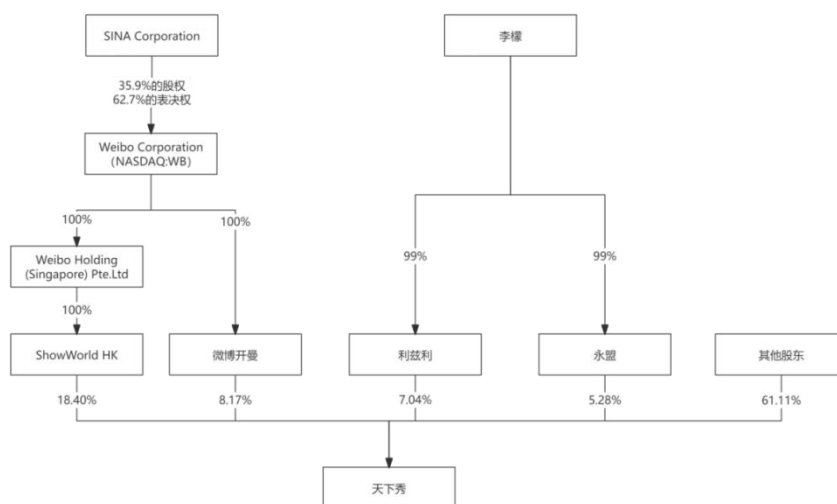 SINA Corporation
李檬
35.9%的股权
62.7%的表决权
Weibo Corporation
(NASDAQ:WB)
100%
100%
Weibo Holding
(Singapore) Pte.Ltd
99%
99%
100%
ShowWorld HK
微博开曼
利兹利
永盟
其他股东
18.40%
8.17%
7.04%
5.28%
61.11%
天下秀